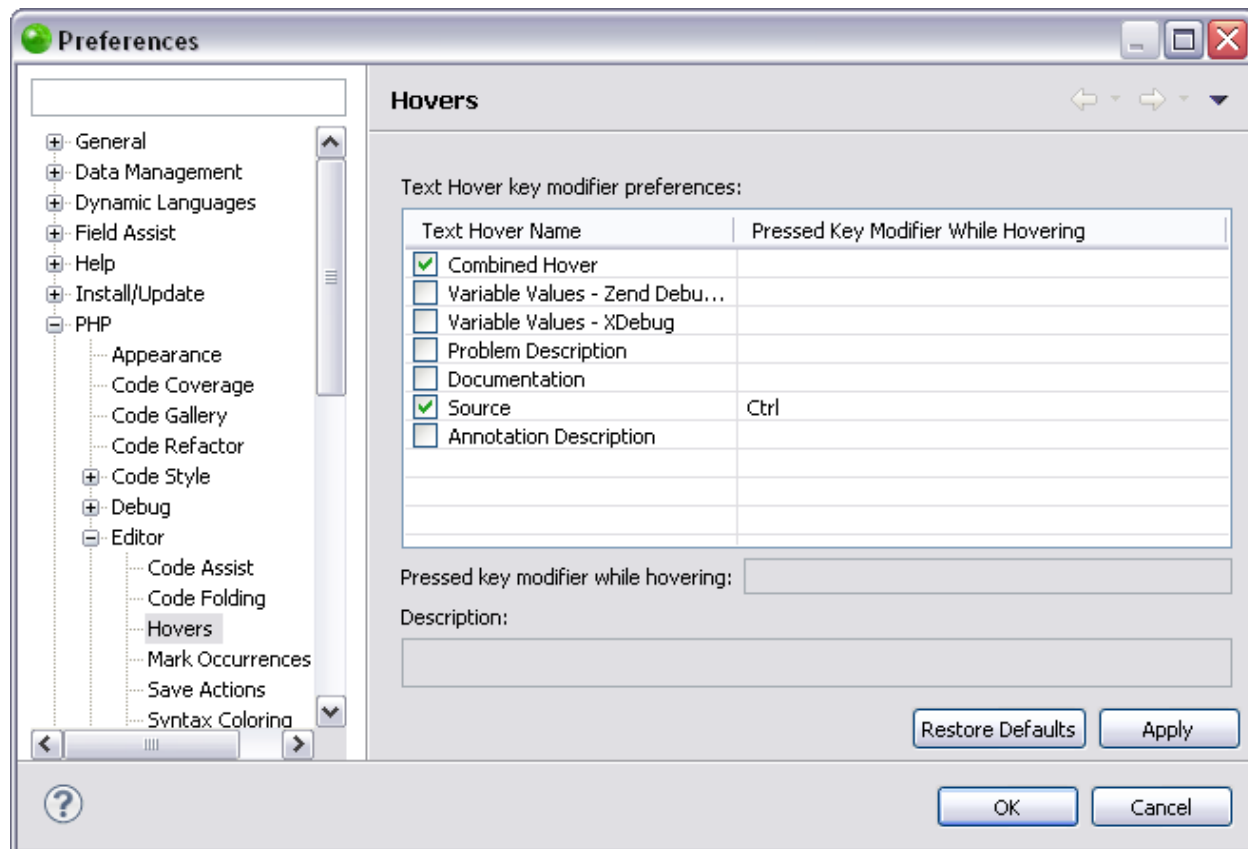 Preferences
Hovers
General
Data Management
Dynamic Languages
Field Assist
Help
Install/Update
PHP
Appearance
Code Coverage
Code Gallery
Code Refactor
Code Style
Debug
Editor
Code Assist
Code Folding
Hovers
Mark Occurrences
Save Actions
Syntax Coloring
Text Hover key modifier preferences:
Text Hover Name Pressed Key Modifier While Hovering
Combined Hover
Variable Values - Zend Debu...
Variable Values - XDebug
Problem Description
Documentation
Source Ctrl
Annotation Description
Pressed key modifier while hovering:
Description:
Restore Defaults Apply
? OK Cancel